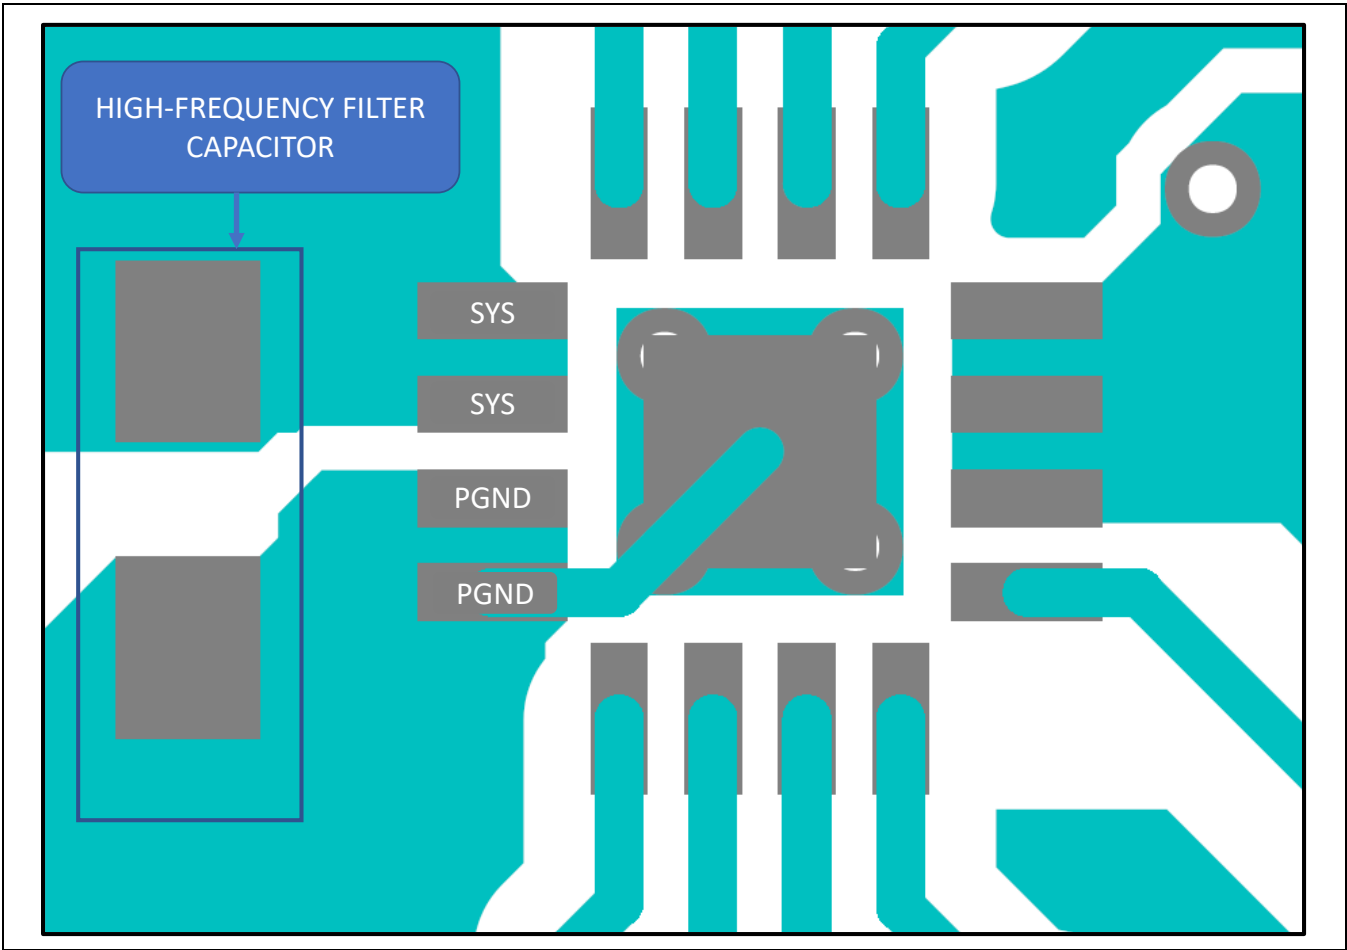 HIGH-FREQUENCY FILTER
CAPACITOR
SYS
SYS
PGND
PGND